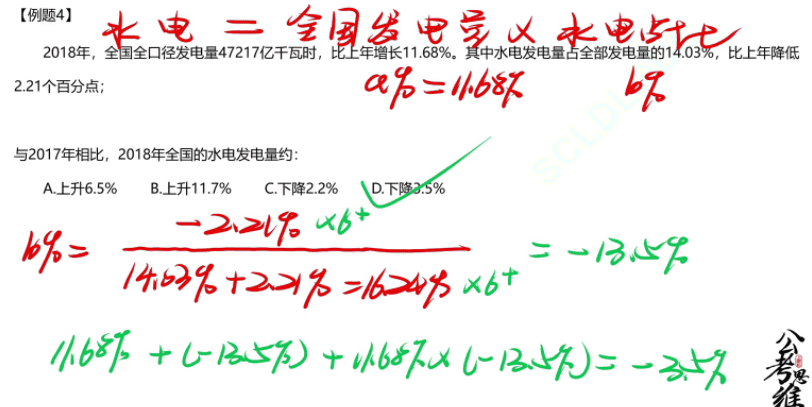 【例题4】
水电 = 全国发电量 × 水电占比
2018年，全国全口径发电量47217亿千瓦时，比上年增长11.68%。其中水电发电量占全部发电量的14.03%，比上年降低
2.21个百分点；
a% = 11.68% b%
与2017年相比，2018年全国的水电发电量约：
A.上升6.5% B.上升11.7% C.下降2.2% D.下降3.5%
b% = -2.21% ×6+
14.03% + 2.21% = 16.24% ×6+
= -13.5%
11.68% + (-13.5%) + 11.68% × (-13.5%) = -3.5%
公考思维